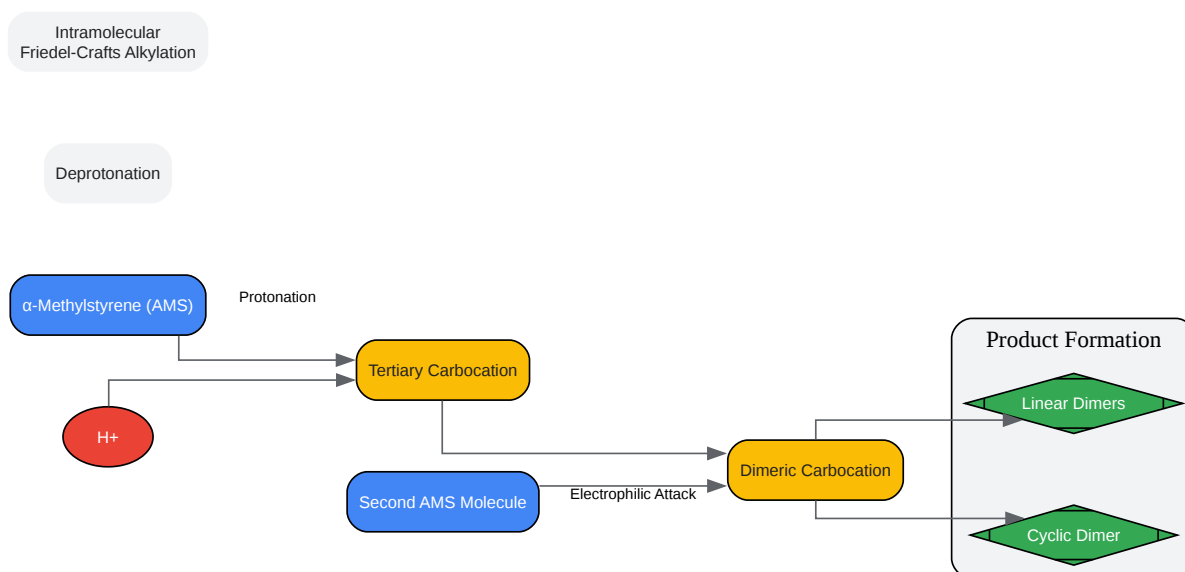 Intramolecular
Friedel-Crafts Alkylation
Deprotonation
α-Methylstyrene (AMS)
Protonation
Tertiary Carbocation
H+
Second AMS Molecule
Electrophilic Attack
Dimeric Carbocation
Product Formation
Linear Dimers
Cyclic Dimer